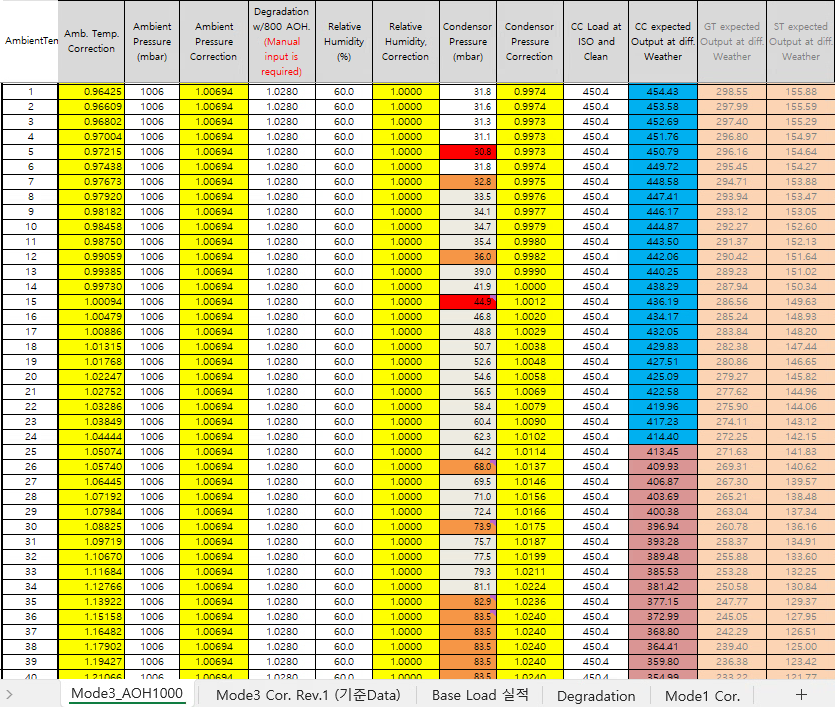 AmbientTen Amb. Temp. Correction Ambient Pressure (mbar) Ambient Pressure Correction Degradation w/800 AOH. (Manual input is required) Relative Humidity (%) Relative Humidity, Correction Condensor Pressure (mbar) Condensor Pressure Correction CC Load at ISO and Clean CC expected Output at diff. Weather GT expected Output at diff. Weather ST expected Output at diff. Weather
1 0.96425 1006 1.00694 1.0280 60.0 1.0000 31.8 0.9974 450.4 454.43 298.55 155.88
2 0.96609 1006 1.00694 1.0280 60.0 1.0000 31.6 0.9974 450.4 453.58 297.99 155.59
3 0.96802 1006 1.00694 1.0280 60.0 1.0000 31.3 0.9973 450.4 452.69 297.40 155.29
4 0.97004 1006 1.00694 1.0280 60.0 1.0000 31.1 0.9973 450.4 451.76 296.80 154.97
5 0.97215 1006 1.00694 1.0280 60.0 1.0000 30.8 0.9973 450.4 450.79 296.16 154.64
6 0.97438 1006 1.00694 1.0280 60.0 1.0000 31.8 0.9974 450.4 449.72 295.45 154.27
7 0.97673 1006 1.00694 1.0280 60.0 1.0000 32.8 0.9975 450.4 448.58 294.71 153.88
8 0.97920 1006 1.00694 1.0280 60.0 1.0000 33.5 0.9976 450.4 447.41 293.94 153.47
9 0.98182 1006 1.00694 1.0280 60.0 1.0000 34.1 0.9977 450.4 446.17 293.12 153.05
10 0.98458 1006 1.00694 1.0280 60.0 1.0000 34.7 0.9979 450.4 444.87 292.27 152.60
11 0.98750 1006 1.00694 1.0280 60.0 1.0000 35.4 0.9980 450.4 443.50 291.37 152.13
12 0.99059 1006 1.00694 1.0280 60.0 1.0000 36.0 0.9982 450.4 442.06 290.42 151.64
13 0.99385 1006 1.00694 1.0280 60.0 1.0000 39.0 0.9990 450.4 440.25 289.23 151.02
14 0.99730 1006 1.00694 1.0280 60.0 1.0000 41.9 1.0000 450.4 438.29 287.94 150.34
15 1.00094 1006 1.00694 1.0280 60.0 1.0000 44.9 1.0012 450.4 436.19 286.56 149.63
16 1.00479 1006 1.00694 1.0280 60.0 1.0000 46.8 1.0020 450.4 434.17 285.24 148.93
17 1.00886 1006 1.00694 1.0280 60.0 1.0000 48.8 1.0029 450.4 432.05 283.84 148.20
18 1.01315 1006 1.00694 1.0280 60.0 1.0000 50.7 1.0038 450.4 429.83 282.38 147.44
19 1.01768 1006 1.00694 1.0280 60.0 1.0000 52.6 1.0048 450.4 427.51 280.86 146.65
20 1.02247 1006 1.00694 1.0280 60.0 1.0000 54.6 1.0058 450.4 425.09 279.27 145.82
21 1.02752 1006 1.00694 1.0280 60.0 1.0000 56.5 1.0069 450.4 422.58 277.62 144.96
22 1.03286 1006 1.00694 1.0280 60.0 1.0000 58.4 1.0079 450.4 419.96 275.90 144.06
23 1.03849 1006 1.00694 1.0280 60.0 1.0000 60.4 1.0090 450.4 417.23 274.11 143.12
24 1.04444 1006 1.00694 1.0280 60.0 1.0000 62.3 1.0102 450.4 414.40 272.25 142.15
25 1.05074 1006 1.00694 1.0280 60.0 1.0000 64.2 1.0114 450.4 413.45 271.63 141.83
26 1.05740 1006 1.00694 1.0280 60.0 1.0000 68.0 1.0137 450.4 409.93 269.31 140.62
27 1.06445 1006 1.00694 1.0280 60.0 1.0000 69.5 1.0146 450.4 406.87 267.30 139.57
28 1.07192 1006 1.00694 1.0280 60.0 1.0000 71.0 1.0156 450.4 403.69 265.21 138.48
29 1.07984 1006 1.00694 1.0280 60.0 1.0000 72.4 1.0166 450.4 400.38 263.04 137.34
30 1.08825 1006 1.00694 1.0280 60.0 1.0000 73.9 1.0175 450.4 396.94 260.78 136.16
31 1.09719 1006 1.00694 1.0280 60.0 1.0000 75.7 1.0187 450.4 393.28 258.37 134.91
32 1.10670 1006 1.00694 1.0280 60.0 1.0000 77.5 1.0199 450.4 389.48 255.88 133.60
33 1.11684 1006 1.00694 1.0280 60.0 1.0000 79.3 1.0211 450.4 385.53 253.28 132.25
34 1.12766 1006 1.00694 1.0280 60.0 1.0000 81.1 1.0224 450.4 381.42 250.58 130.84
35 1.13922 1006 1.00694 1.0280 60.0 1.0000 82.9 1.0236 450.4 377.15 247.77 129.37
36 1.15158 1006 1.00694 1.0280 60.0 1.0000 83.5 1.0240 450.4 372.99 245.05 127.95
37 1.16482 1006 1.00694 1.0280 60.0 1.0000 83.5 1.0240 450.4 368.80 242.29 126.51
38 1.17902 1006 1.00694 1.0280 60.0 1.0000 83.5 1.0240 450.4 364.41 239.40 125.00
39 1.19427 1006 1.00694 1.0280 60.0 1.0000 83.5 1.0240 450.4 359.80 236.38 123.42
40 1.21066 1006 1.00694 1.0280 60.0 1.0000 83.5 1.0240 450.4 354.99 233.22 121.77
Mode3_AOH1000 Mode3 Cor. Rev.1 (기준Data) Base Load 실적 Degradation Mode1 Cor. +